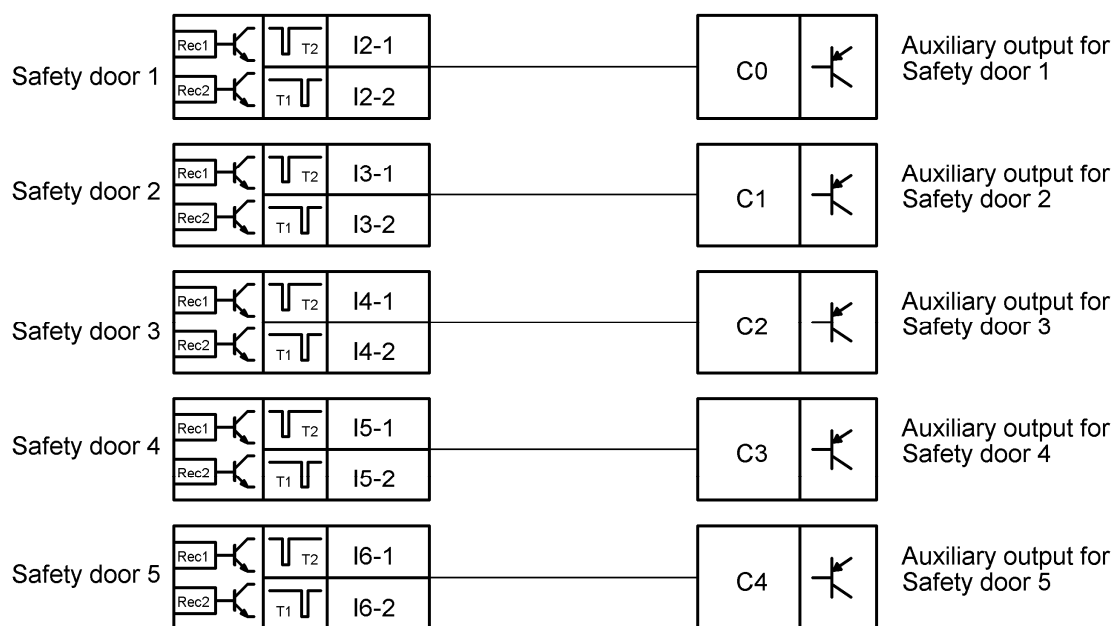 Safety door 1
Rec1 T2 I2-1
Rec2 T1 I2-2
C0
Auxiliary output for
Safety door 1
Safety door 2
Rec1 T2 I3-1
Rec2 T1 I3-2
C1
Auxiliary output for
Safety door 2
Safety door 3
Rec1 T2 I4-1
Rec2 T1 I4-2
C2
Auxiliary output for
Safety door 3
Safety door 4
Rec1 T2 I5-1
Rec2 T1 I5-2
C3
Auxiliary output for
Safety door 4
Safety door 5
Rec1 T2 I6-1
Rec2 T1 I6-2
C4
Auxiliary output for
Safety door 5